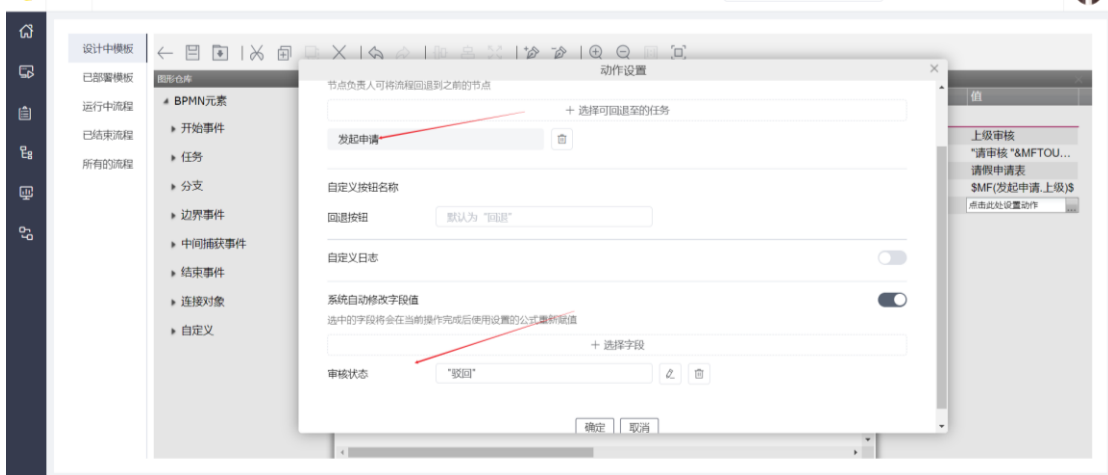 设计中模板
已部署模板
运行中流程
已结束流程
所有的流程
图形仓库
BPMN元素
开始事件
任务
分支
边界事件
中间捕获事件
结束事件
连接对象
自定义
动作设置
节点负责人可将流程回退到之前的节点
+ 选择可回退至的任务
发起申请
自定义按钮名称
回退按钮 默认为 "回退"
自定义日志
系统自动修改字段值
选中的字段将会在当前操作完成后使用设置的公式重新赋值
+ 选择字段
审核状态 "驳回"
确定 取消
值
上级审核
"请审核 "&MFTOU...
请假申请表
$MF(发起申请.上级)$
点击此处设置动作 ...